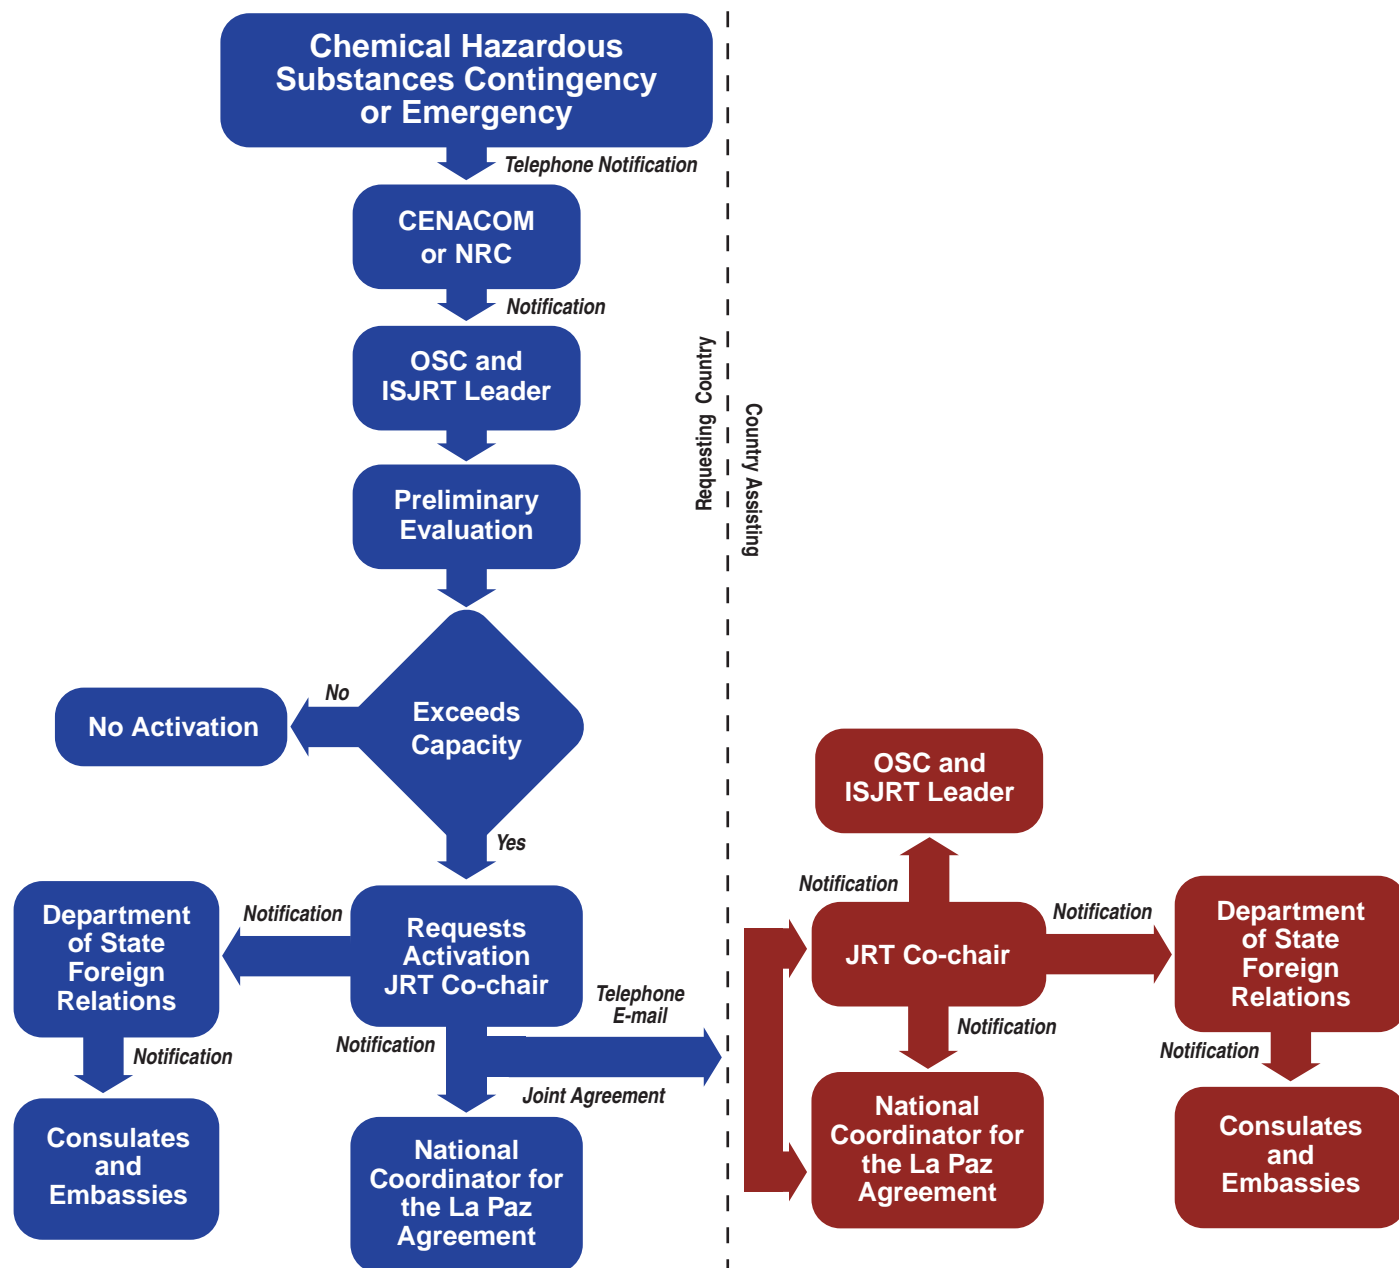 Chemical Hazardous
Substances Contingency
or Emergency
Telephone Notification
CENACOM
or NRC
Notification
OSC and
ISJRT Leader
Requesting Country
Country Assisting
Preliminary
Evaluation
Exceeds
Capacity
No
No Activation
Yes
Requests
Activation
JRT Co-chair
Notification
Department
of State
Foreign
Relations
Notification
Consulates
and
Embassies
Notification
National
Coordinator for
the La Paz
Agreement
Telephone
E-mail
Joint Agreement
OSC and
ISJRT Leader
Notification
JRT Co-chair
Notification
Department
of State
Foreign
Relations
Notification
National
Coordinator for
the La Paz
Agreement
Notification
Consulates
and
Embassies